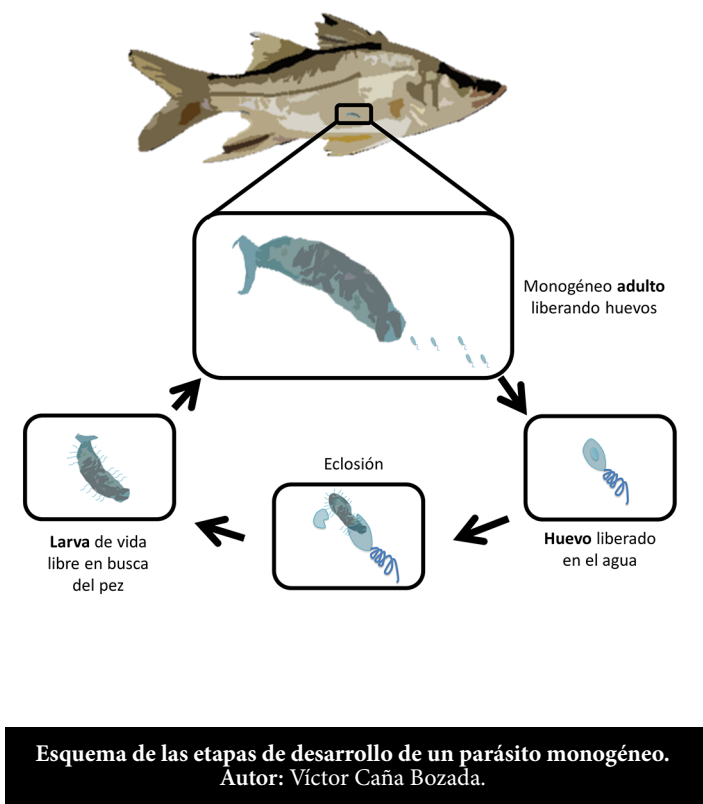 Monogéneo adulto
liberando huevos
Eclosión
Huevo liberado
en el agua
Larva de vida
libre en busca
del pez
Esquema de las etapas de desarrollo de un parásito monogéneo.
Autor: Víctor Caña Bozada.